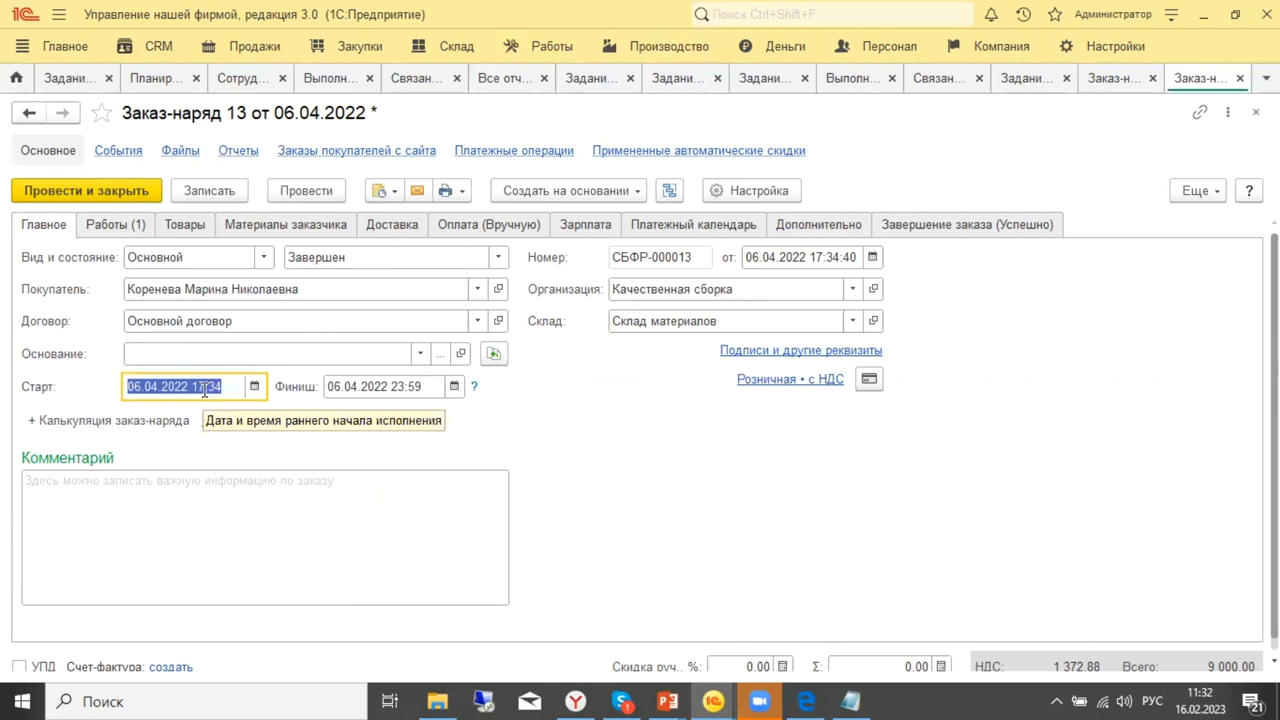 Управление нашей фирмой, редакция 3.0 (1С:Предприятие)
Поиск Ctrl+Shift+F
Администратор
Главное
CRM
Продажи
Закупки
Склад
Работы
Производство
Деньги
Персонал
Компания
Настройки
Задани...
Планир...
Сотруд...
Выполн...
Связан...
Все отч...
Задани...
Задани...
Задани...
Выполн...
Связан...
Задани...
Заказ-н...
Заказ-н...
Заказ-наряд 13 от 06.04.2022 *
Основное События Файлы Отчеты Заказы покупателей с сайта Платежные операции Примененные автоматические скидки
Провести и закрыть Записать Провести Создать на основании Настройка Еще ?
Главное Работы (1) Товары Материалы заказчика Доставка Оплата (Вручную) Зарплата Платежный календарь Дополнительно Завершение заказа (Успешно)
Вид и состояние: Основной Завершен Номер: СБФР-000013 от: 06.04.2022 17:34:40
Покупатель: Коренева Марина Николаевна Организация: Качественная сборка
Договор: Основной договор Склад: Склад материалов
Основание: ... Подписи и другие реквизиты
Старт: 06.04.2022 17:34 Финиш: 06.04.2022 23:59 ? Розничная • с НДС
+ Калькуляция заказ-наряда Дата и время раннего начала исполнения
Комментарий
Здесь можно записать важную информацию по заказу
УПД Счет-фактура: создать Скидка руч., %: 0.00 Σ: 0.00 НДС: 1 372.88 Всего: 9 000.00
Поиск
РУС
11:32
16.02.2023
21